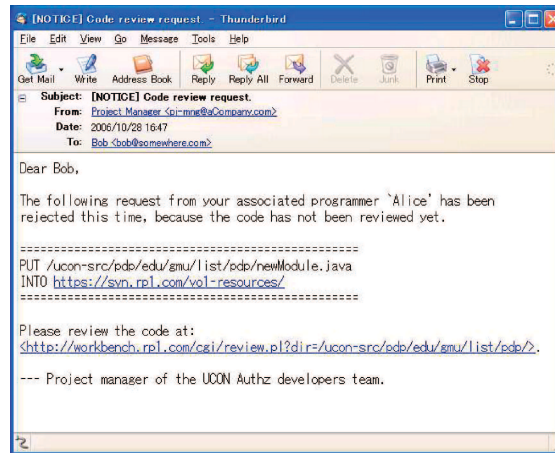 [NOTICE] Code review request. - Thunderbird
File Edit View Go Message Tools Help
Get Mail Write Address Book Reply Reply All Forward Delete Junk Print Stop
Subject: [NOTICE] Code review request.
From: Project Manager <pj-mng@aCompany.com>
Date: 2006/10/28 16:47
To: Bob <bob@somewhere.com>
Dear Bob,
The following request from your associated programmer `Alice' has been
rejected this time, because the code has not been reviewed yet.
==================================================
PUT /ucon-src/pdp/edu/gmu/list/pdp/newModule.java
INTO https://svn.rpl.com/vol-resources/
==================================================
Please review the code at:
<http://workbench.rpl.com/cgi/review.pl?dir=/ucon-src/pdp/edu/gmu/list/pdp/>.
--- Project manager of the UCON Authz developers team.